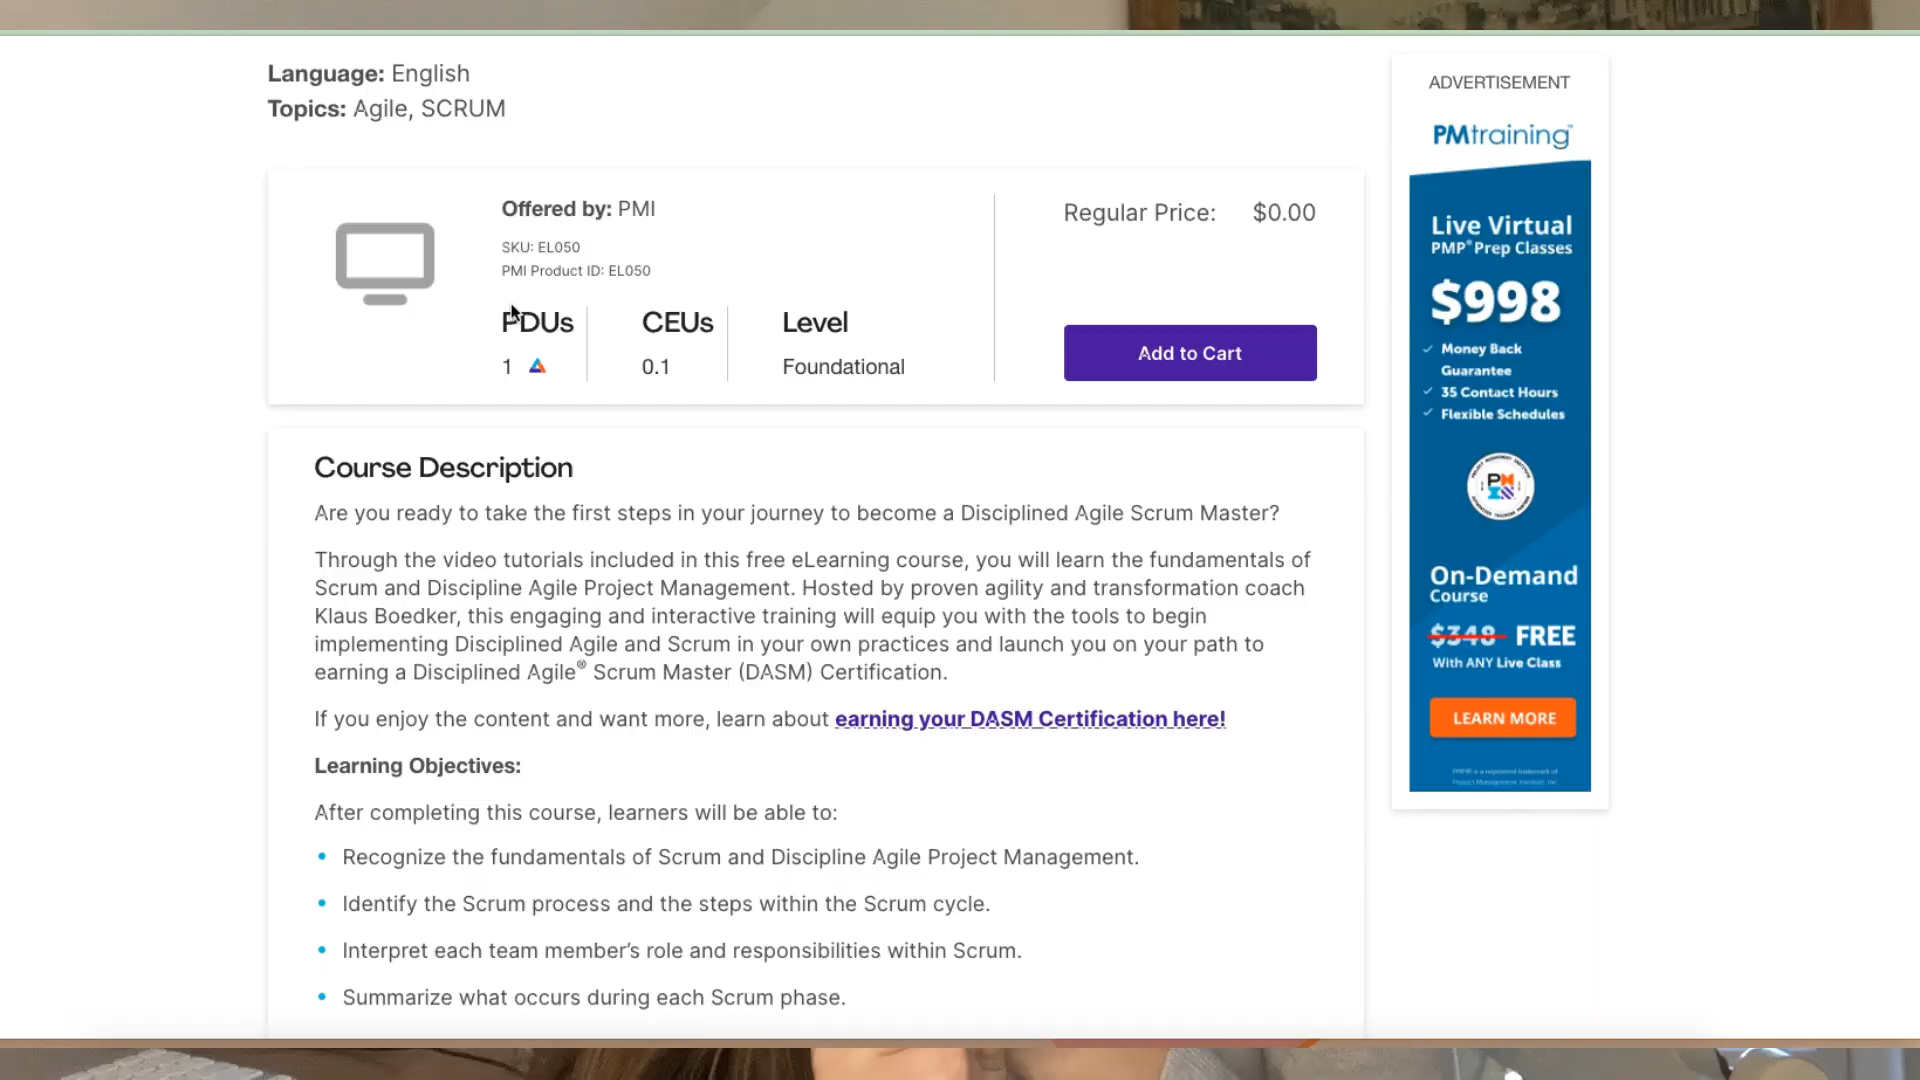 Language: English
Topics: Agile, SCRUM
Offered by: PMI
SKU: EL050
PMI Product ID: EL050
PDUs
1
CEUs
0.1
Level
Foundational
Regular Price: $0.00
Add to Cart
Course Description
Are you ready to take the first steps in your journey to become a Disciplined Agile Scrum Master?
Through the video tutorials included in this free eLearning course, you will learn the fundamentals of
Scrum and Discipline Agile Project Management. Hosted by proven agility and transformation coach
Klaus Boedker, this engaging and interactive training will equip you with the tools to begin
implementing Disciplined Agile and Scrum in your own practices and launch you on your path to
earning a Disciplined Agile® Scrum Master (DASM) Certification.
If you enjoy the content and want more, learn about earning your DASM Certification here!
Learning Objectives:
After completing this course, learners will be able to:
• Recognize the fundamentals of Scrum and Discipline Agile Project Management.
• Identify the Scrum process and the steps within the Scrum cycle.
• Interpret each team member's role and responsibilities within Scrum.
• Summarize what occurs during each Scrum phase.
ADVERTISEMENT
PMtraining™
Live Virtual
PMP® Prep Classes
$998
✓ Money Back
Guarantee
✓ 35 Contact Hours
✓ Flexible Schedules
On-Demand
Course
$348 FREE
With ANY Live Class
LEARN MORE
PMP® is a registered trademark of
Project Management Institute, Inc